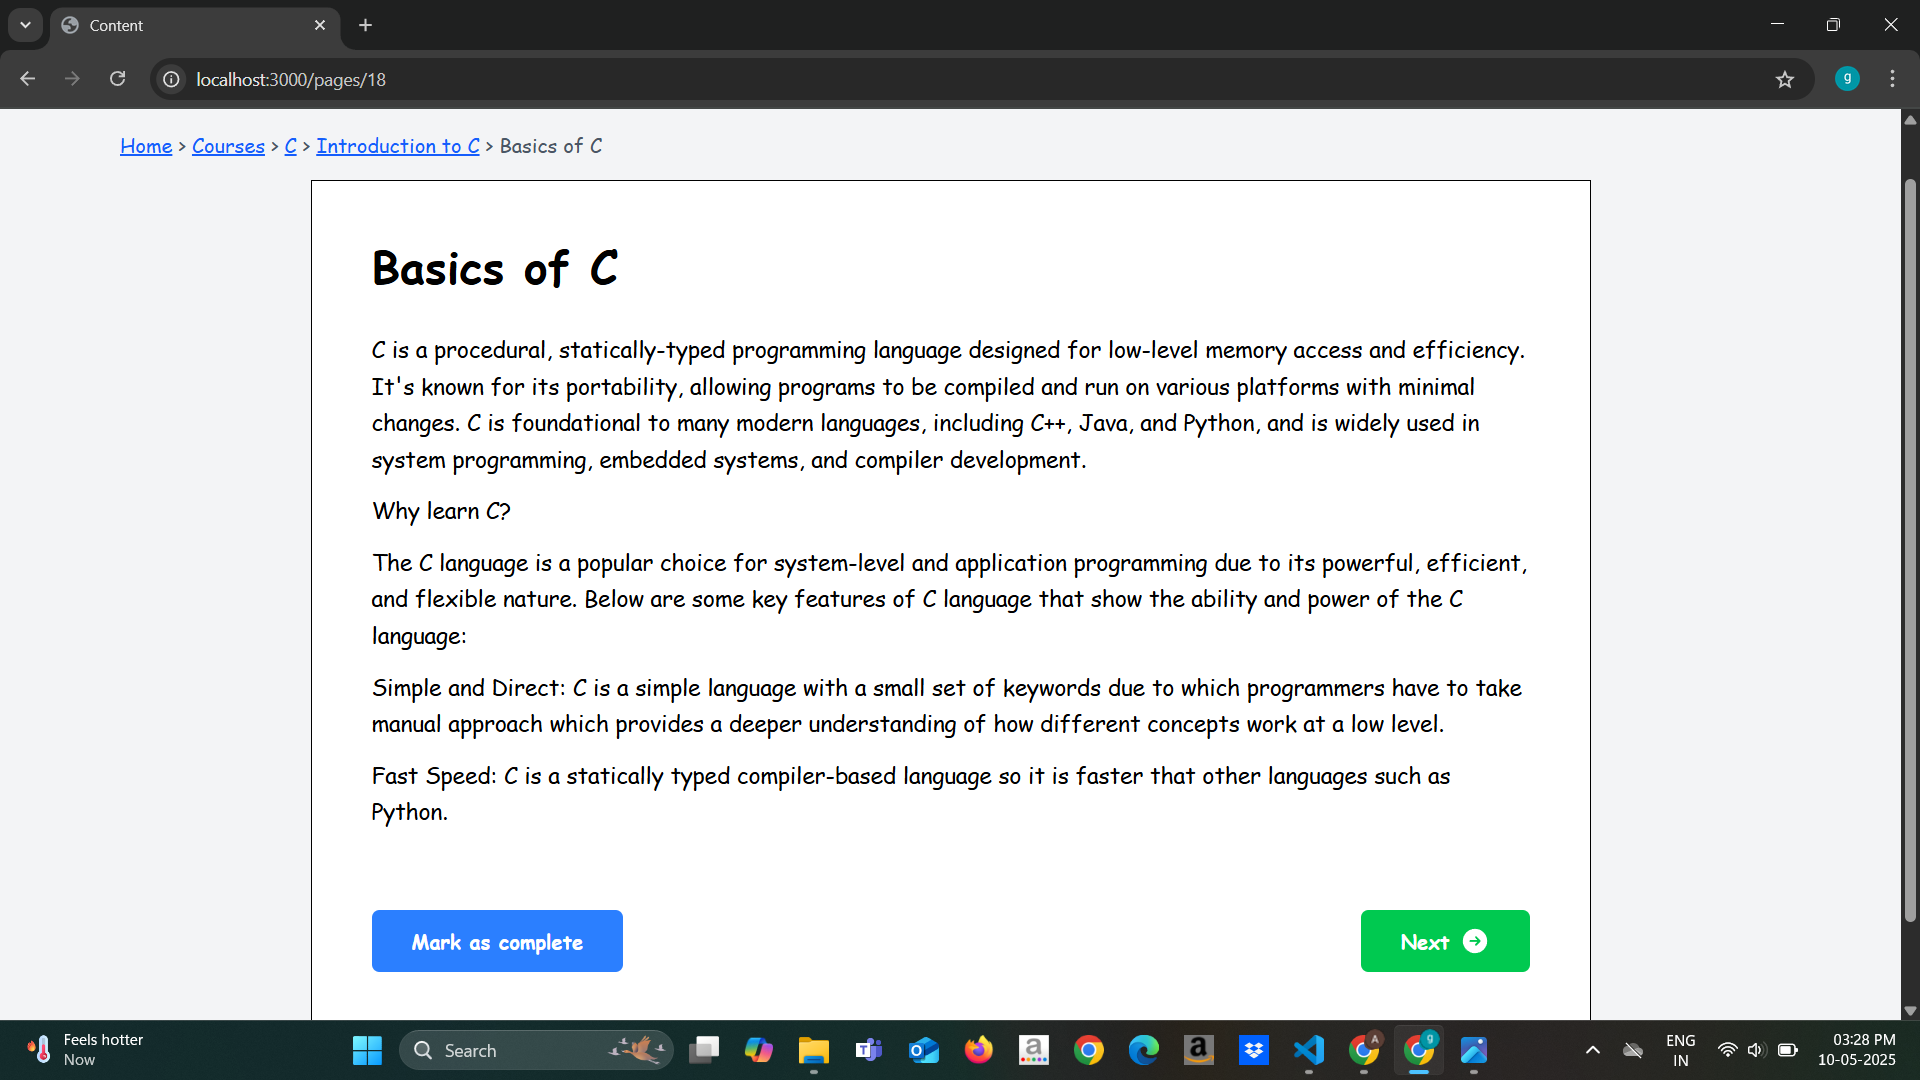 Content
localhost:3000/pages/18
g
Home > Courses > C > Introduction to C > Basics of C
Basics of C
C is a procedural, statically-typed programming language designed for low-level memory access and efficiency.
It's known for its portability, allowing programs to be compiled and run on various platforms with minimal
changes. C is foundational to many modern languages, including C++, Java, and Python, and is widely used in
system programming, embedded systems, and compiler development.
Why learn C?
The C language is a popular choice for system-level and application programming due to its powerful, efficient,
and flexible nature. Below are some key features of C language that show the ability and power of the C
language:
Simple and Direct: C is a simple language with a small set of keywords due to which programmers have to take
manual approach which provides a deeper understanding of how different concepts work at a low level.
Fast Speed: C is a statically typed compiler-based language so it is faster that other languages such as
Python.
Mark as complete
Next
Feels hotter
Now
Search
ENG
IN
03:28 PM
10-05-2025